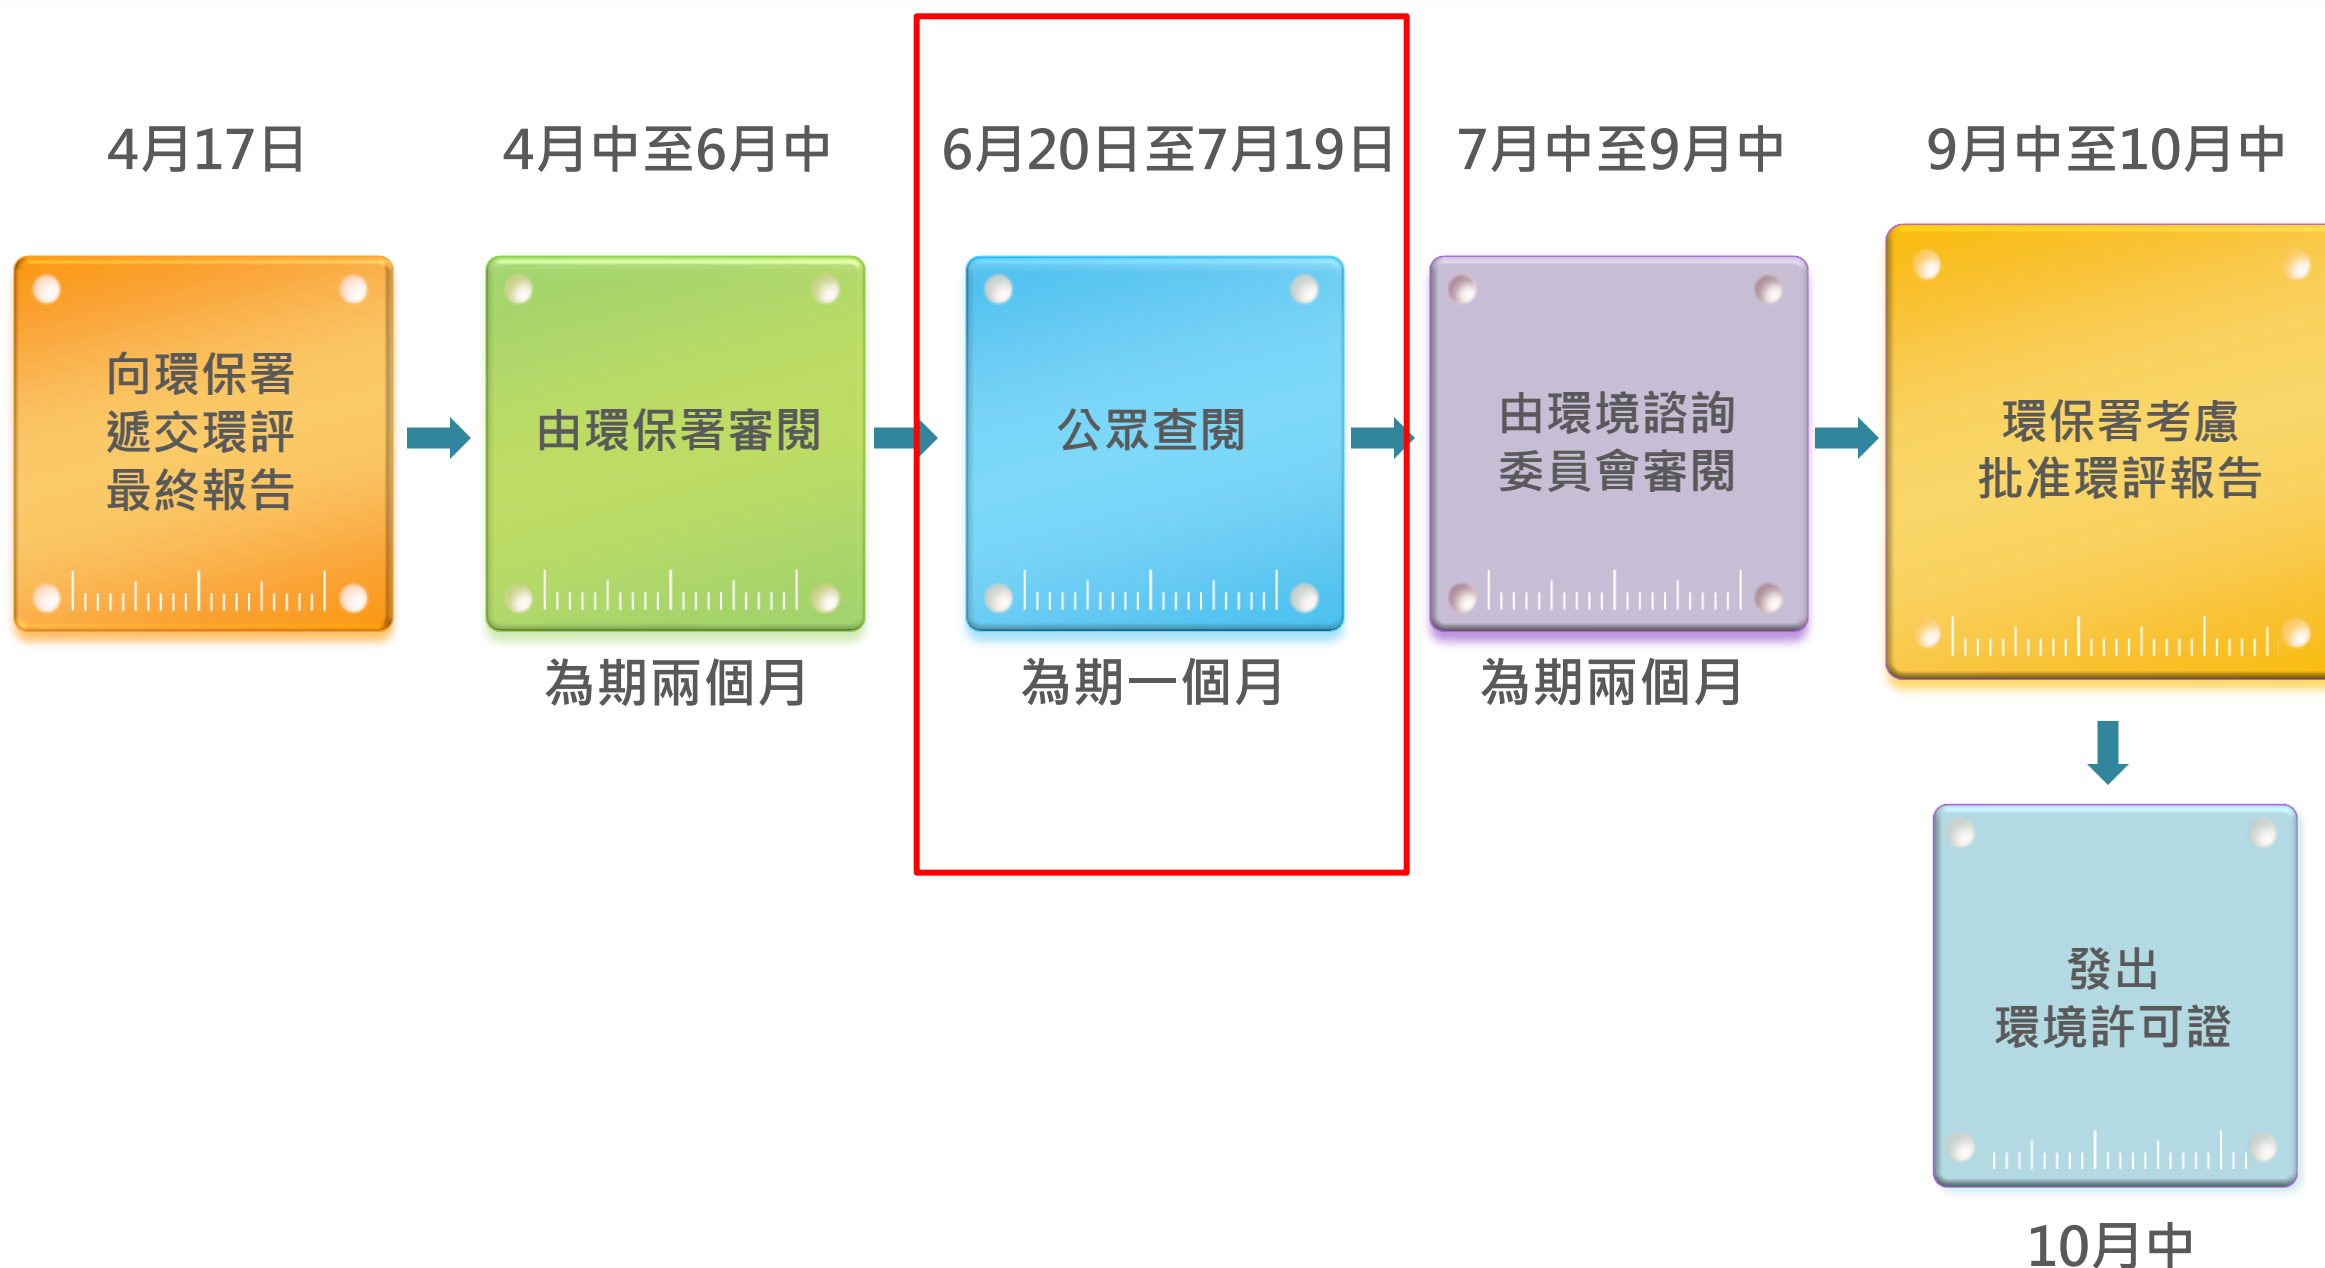 4月17日
4月中至6月中
6月20日至7月19日
7月中至9月中
9月中至10月中
向環保署
遞交環評
最終報告
由環保署審閱
公眾查閱
由環境諮詢
委員會審閱
環保署考慮
批准環評報告
為期兩個月
為期一個月
為期兩個月
發出
環境許可證
10月中